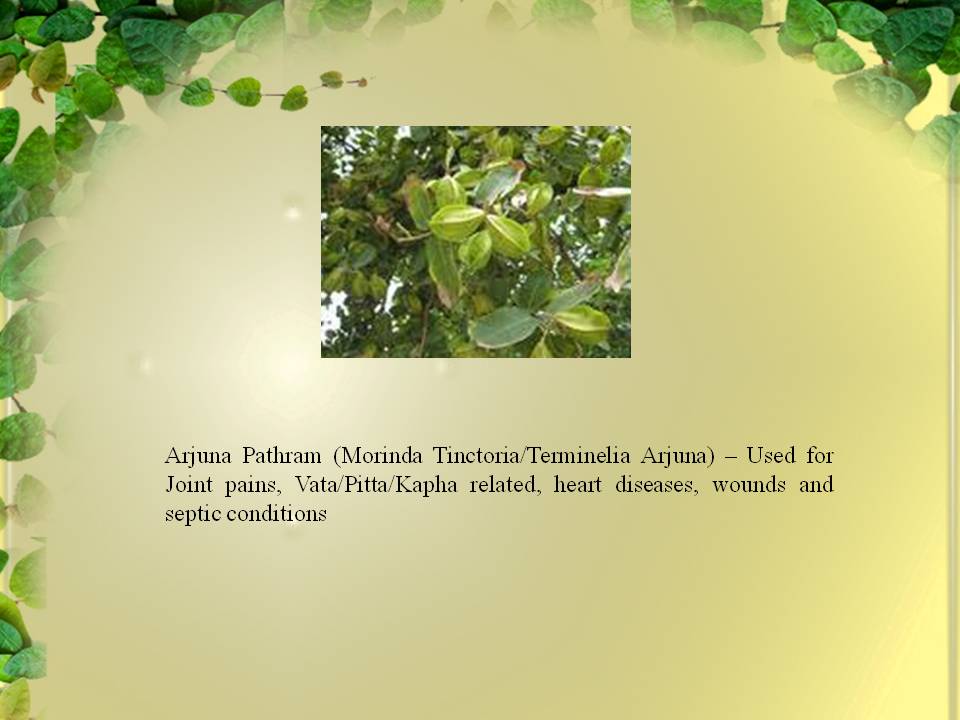 Arjuna Pathram (Morinda Tinctoria/Terminelia Arjuna) – Used for
Joint pains, Vata/Pitta/Kapha related, heart diseases, wounds and
septic conditions